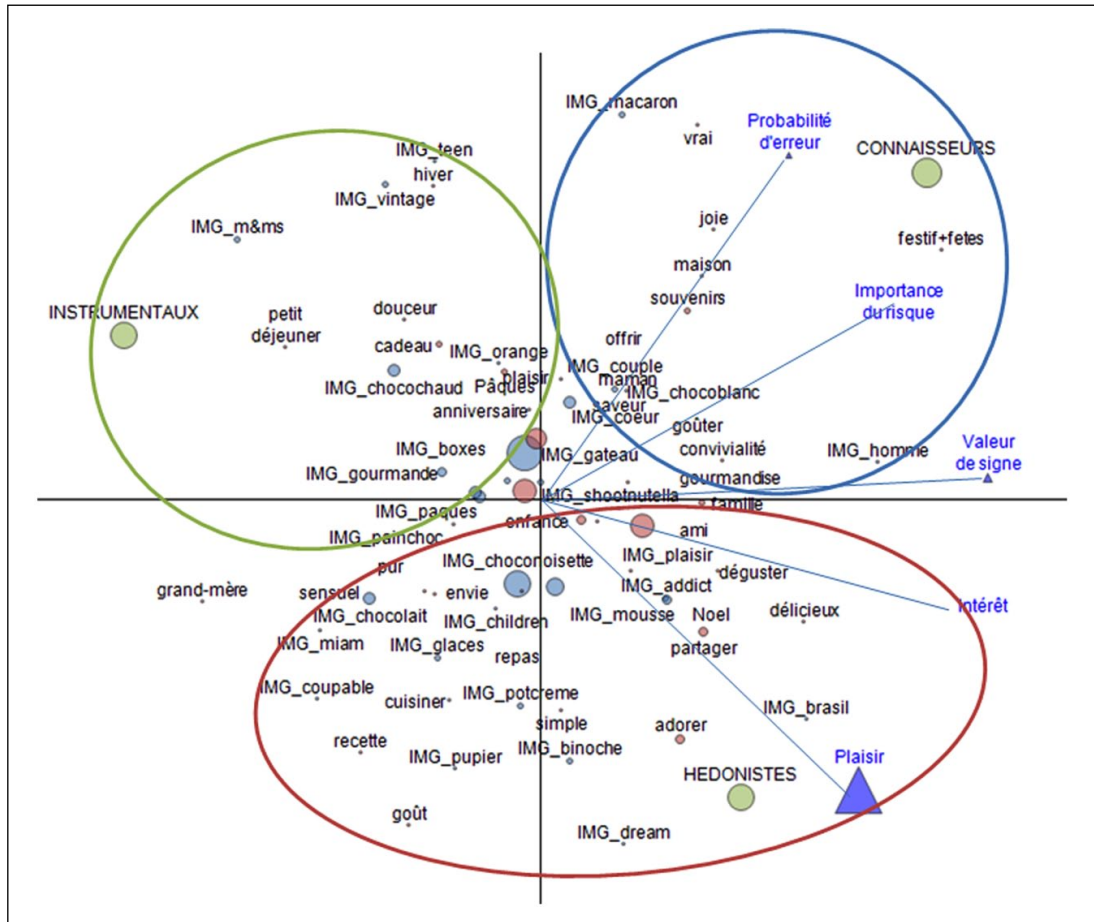 IMG_macaron
vrai
Probabilité
d'erreur
CONNAISSEURS
IMG_teen
hiver
IMG_vintage
IMG_m&ms
joie
festif+fetes
maison
souvenirs
Importance
du risque
INSTRUMENTAUX
petit
déjeuner
douceur
cadeau
offrir
IMG_orange
IMG_couple
IMG_chocochaud
Pâques
plaisir
maman
IMG_chocoblanc
anniversaire
saveur
IMG_coeur
goûter
IMG_boxes
IMG_gateau
convivialité
IMG_homme
Valeur
de signe
IMG_gourmande
gourmandise
IMG_paques
IMG_shootnutella
famille
IMG_painchoc
enfance
ami
pur
IMG_choconoisette
IMG_plaisir
déguster
grand-mère
sensuel
envie
IMG_addict
IMG_chocolait
IMG_children
IMG_mousse
Noel
délicieux
Intérêt
IMG_miam
IMG_glaces
repas
partager
IMG_coupable
cuisiner
IMG_potcreme
simple
adorer
IMG_brasil
recette
IMG_pupier
IMG_binoche
Plaisir
HEDONISTES
goût
IMG_dream